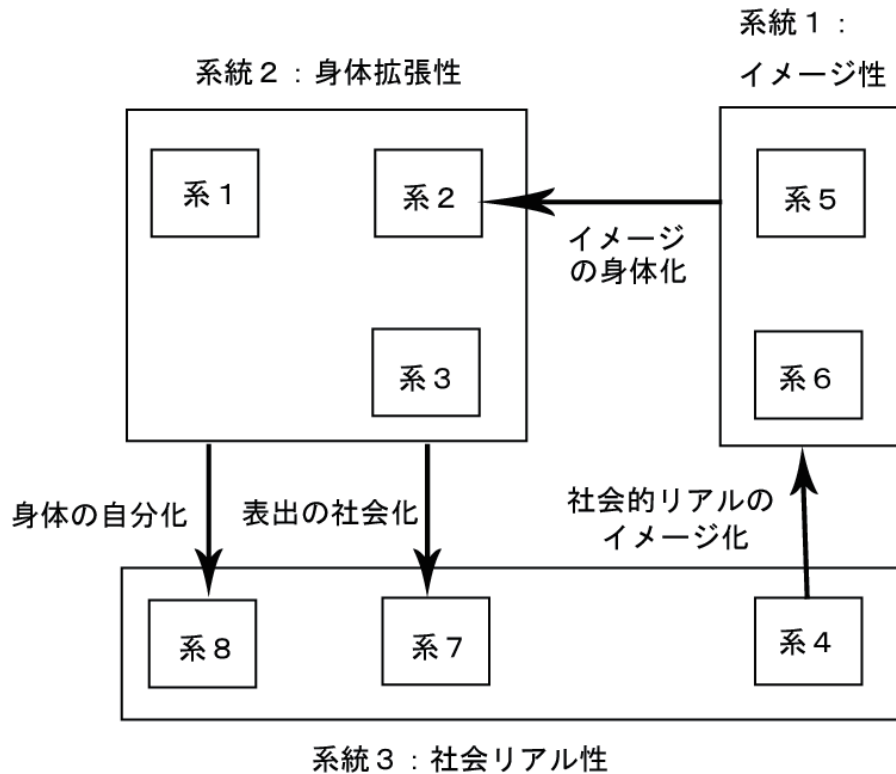 系統１：
イメージ性
系統２：身体拡張性
系１
系２
系５
イメージ
の身体化
系３
系６
身体の自分化
表出の社会化
社会的リアルの
イメージ化
系８
系７
系４
系統３：社会リアル性